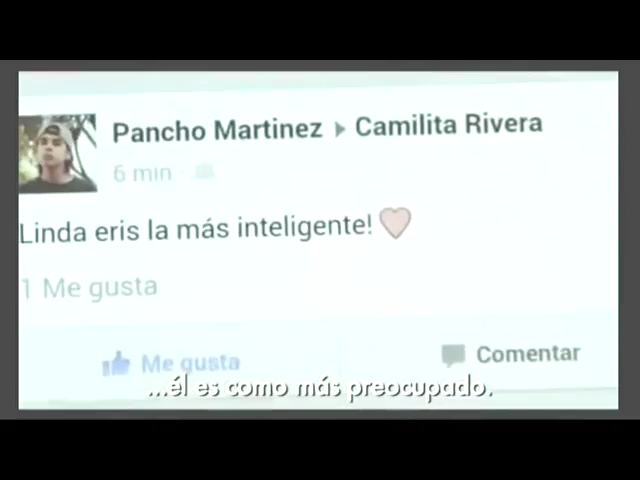 Pancho Martinez ▸ Camilita Rivera
6 min
Linda eris la más inteligente!
1 Me gusta
Me gusta
Comentar
...él es como más preocupado.